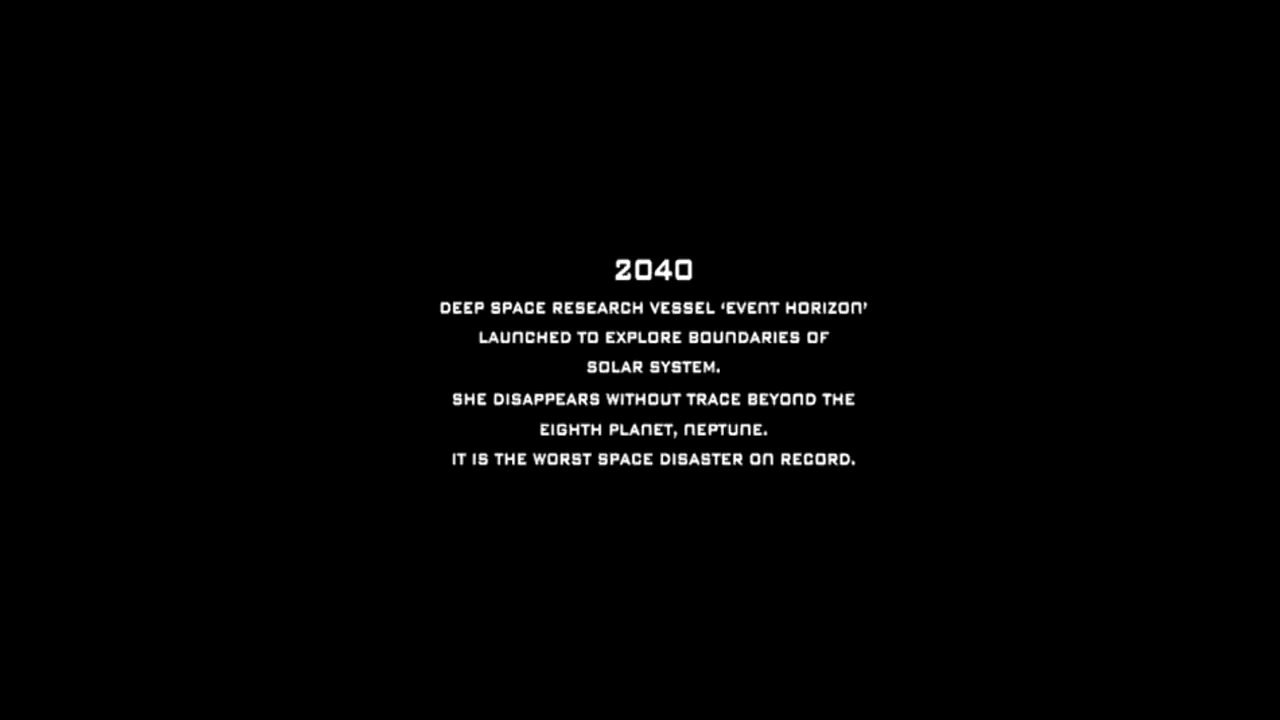 2040
DEEP SPACE RESEARCH VESSEL ‘EVENT HORIZON’
LAUNCHED TO EXPLORE BOUNDARIES OF
SOLAR SYSTEM.
SHE DISAPPEARS WITHOUT TRACE BEYOND THE
EIGHTH PLANET, NEPTUNE.
IT IS THE WORST SPACE DISASTER ON RECORD.